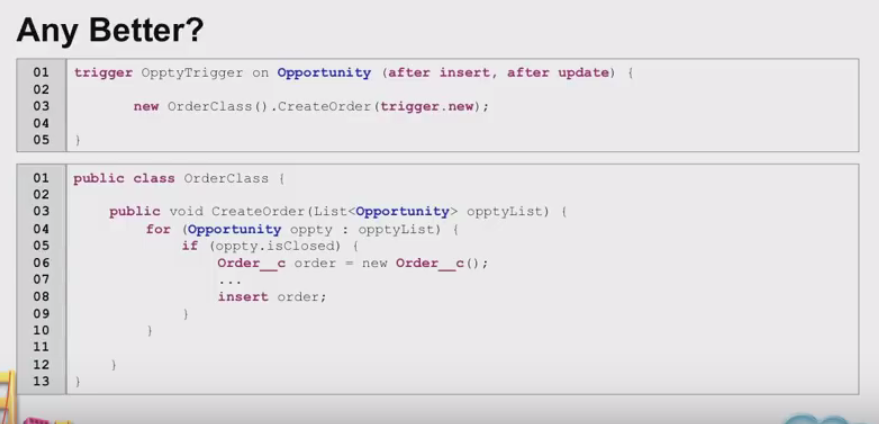 Any Better?
01 trigger OpptyTrigger on Opportunity (after insert, after update) {
02
03 new OrderClass().CreateOrder(trigger.new);
04
05 }
01 public class OrderClass {
02
03 public void CreateOrder(List<Opportunity> opptyList) {
04 for (Opportunity oppty : opptyList) {
05 if (oppty.isClosed) {
06 Order__c order = new Order__c();
07 ...
08 insert order;
09 }
10 }
11
12 }
13 }